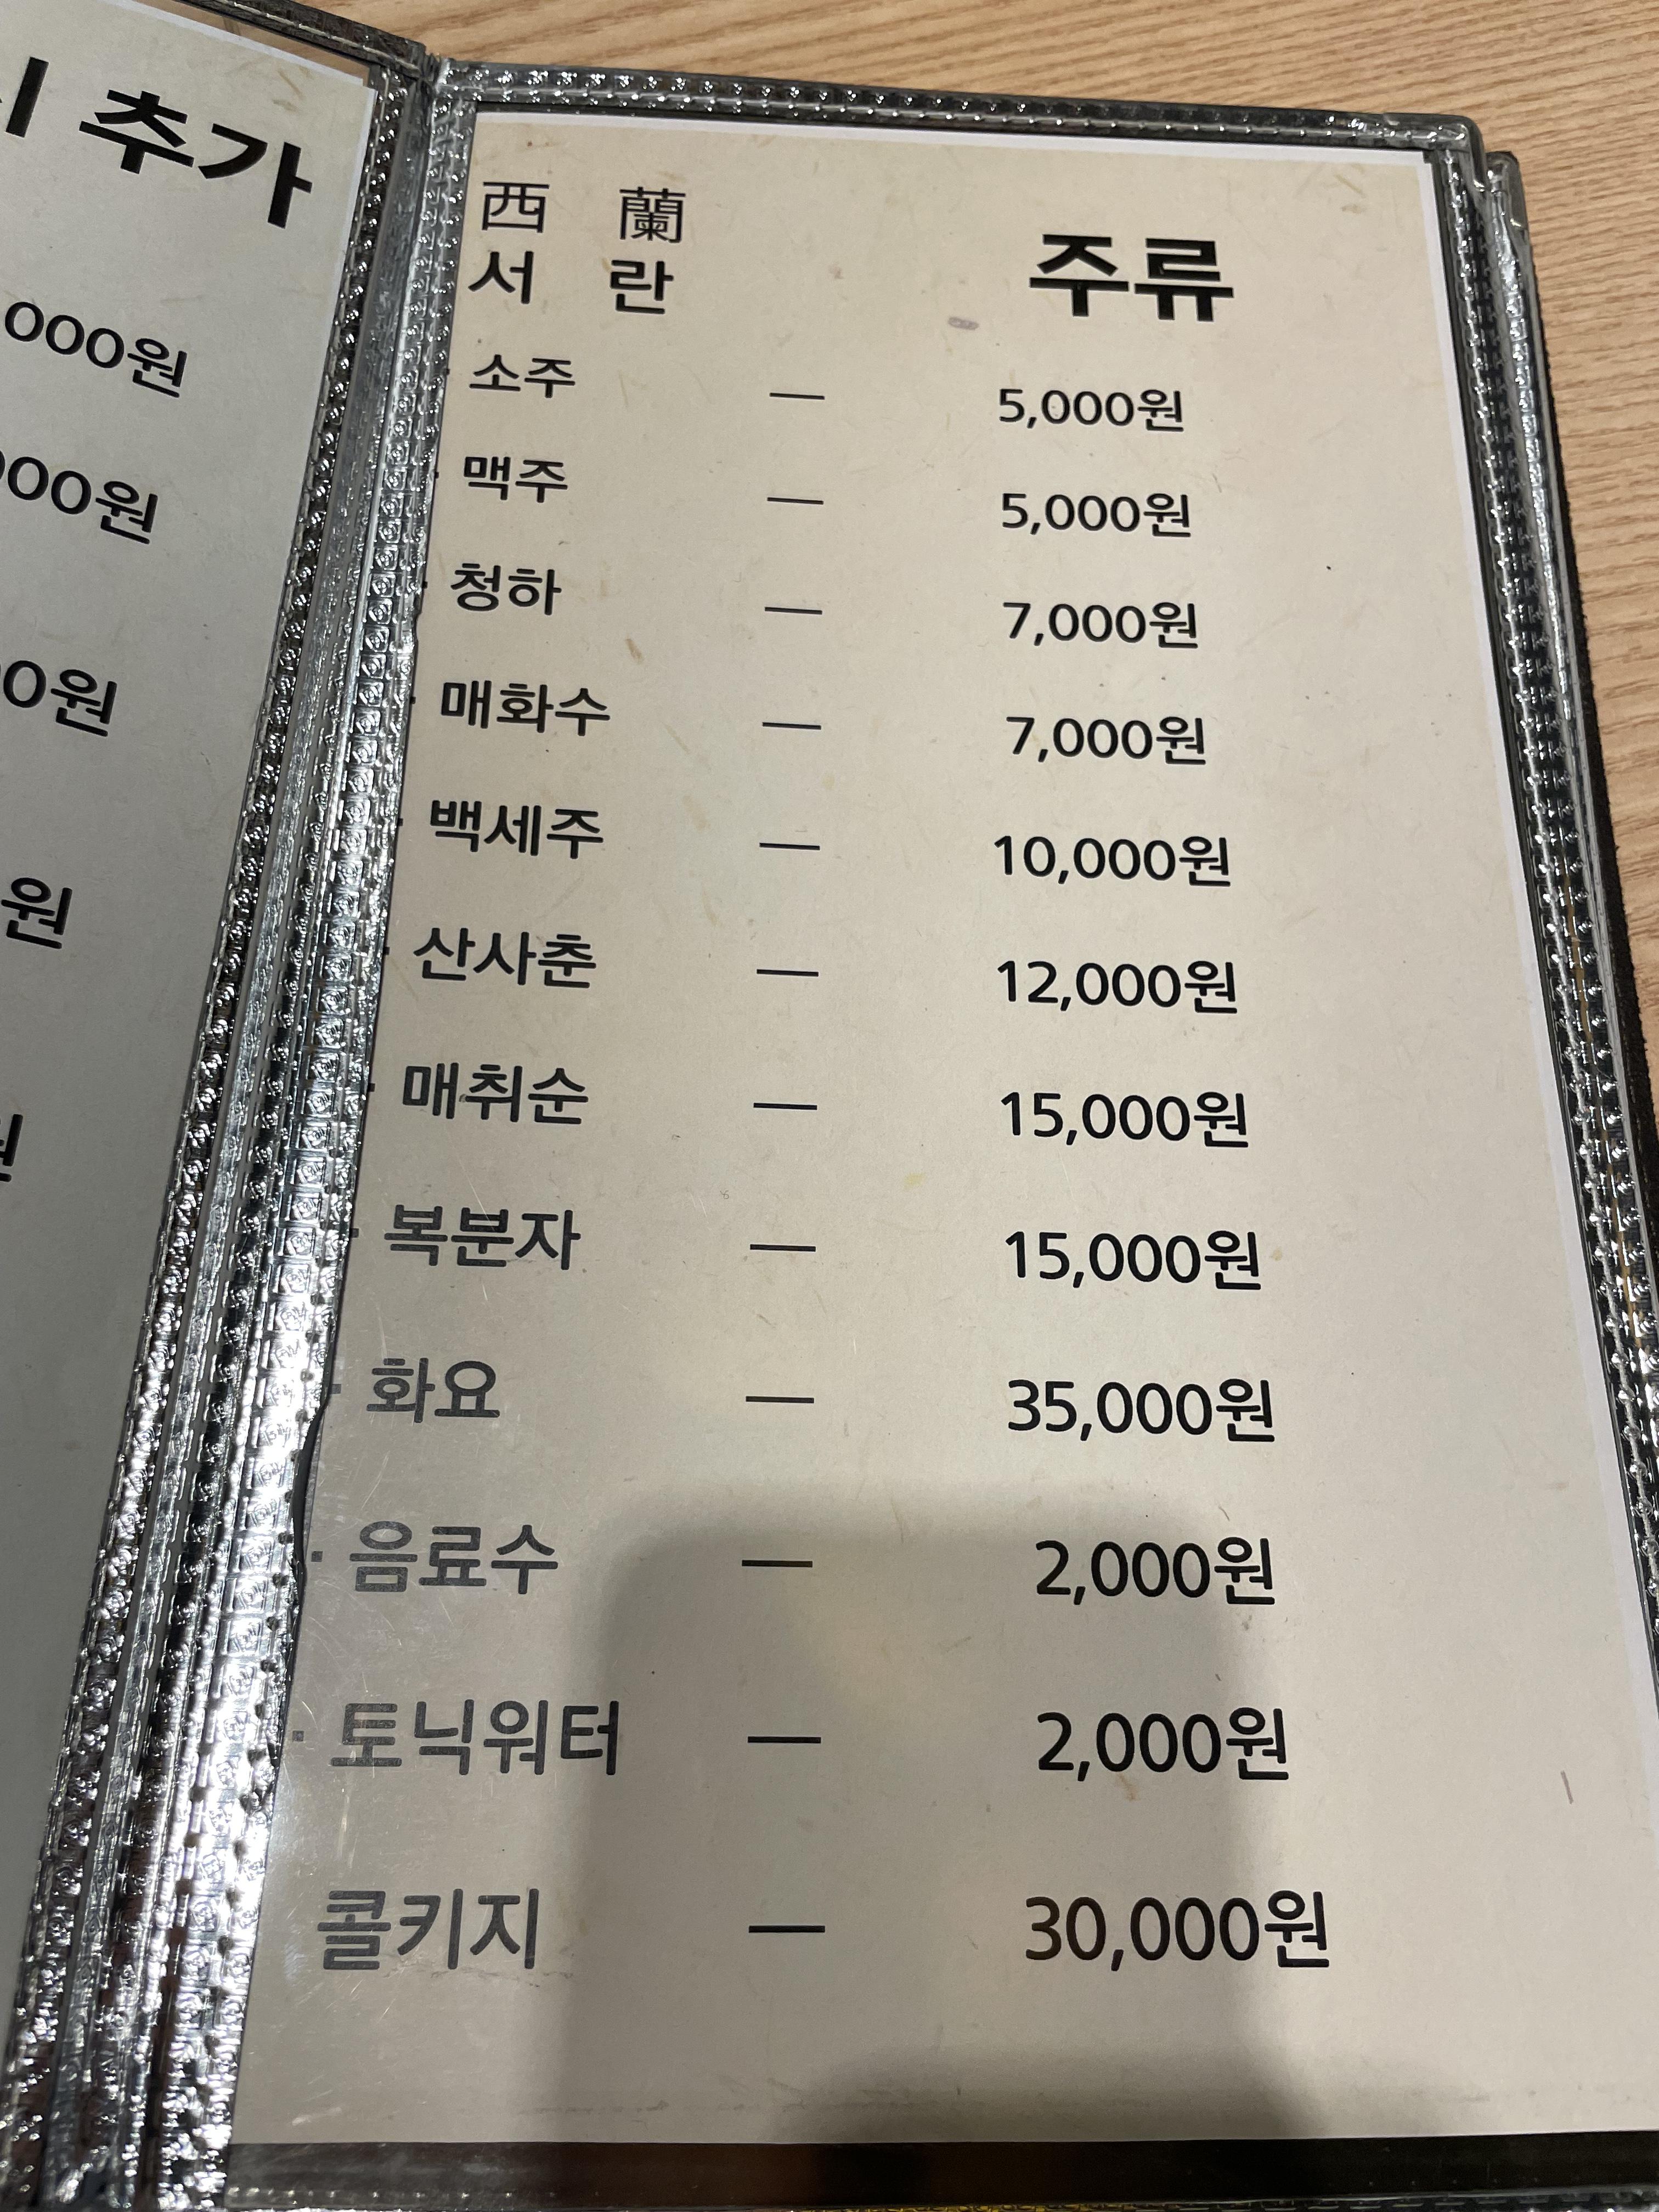 추가
000원
000원
0원
원
원
西 蘭
서 란
주류
· 소주 — 5,000원
· 맥주 — 5,000원
· 청하 — 7,000원
· 매화수 — 7,000원
· 백세주 — 10,000원
· 산사춘 — 12,000원
· 매취순 — 15,000원
· 복분자 — 15,000원
· 화요 — 35,000원
· 음료수 — 2,000원
· 토닉워터 — 2,000원
콜키지 — 30,000원